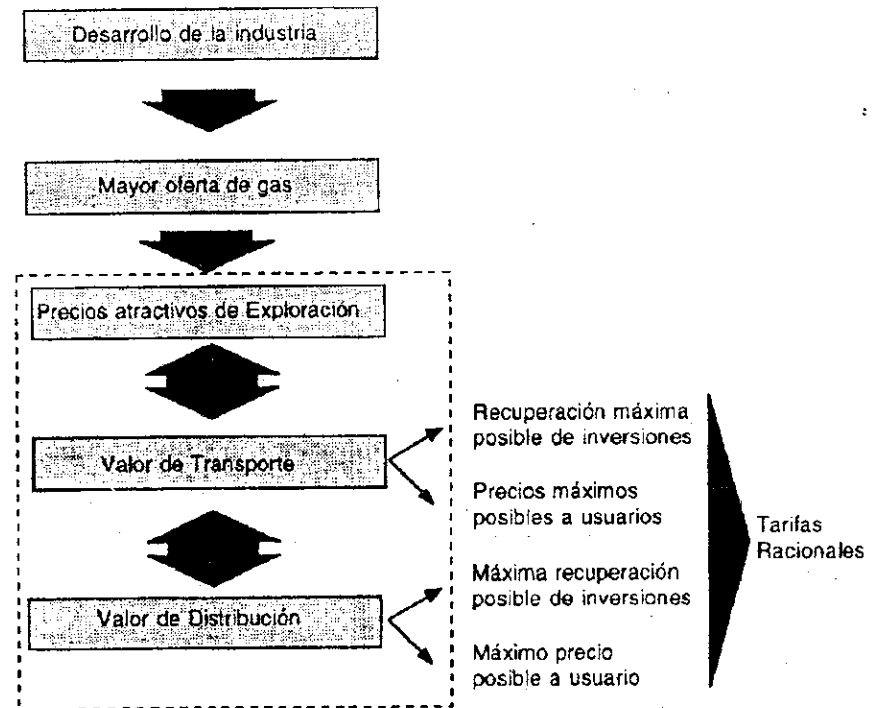 Desarrollo de la industria
Mayor oferta de gas
Precios atractivos de Exploración
Valor de Transporte
Recuperación máxima
posible de inversiones
Precios máximos
posibles a usuarios
Valor de Distribución
Máxima recuperación
posible de inversiones
Máximo precio
posible a usuario
Tarifas
Racionales